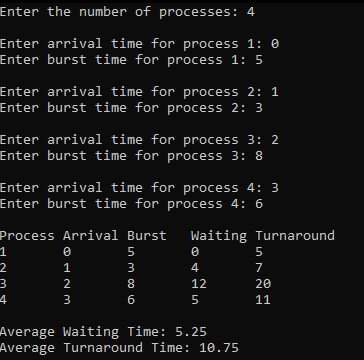 Enter the number of processes: 4
Enter arrival time for process 1: 0
Enter burst time for process 1: 5
Enter arrival time for process 2: 1
Enter burst time for process 2: 3
Enter arrival time for process 3: 2
Enter burst time for process 3: 8
Enter arrival time for process 4: 3
Enter burst time for process 4: 6
Process Arrival Burst   Waiting Turnaround
1       0       5       0       5
2       1       3       4       7
3       2       8       12      20
4       3       6       5       11
Average Waiting Time: 5.25
Average Turnaround Time: 10.75